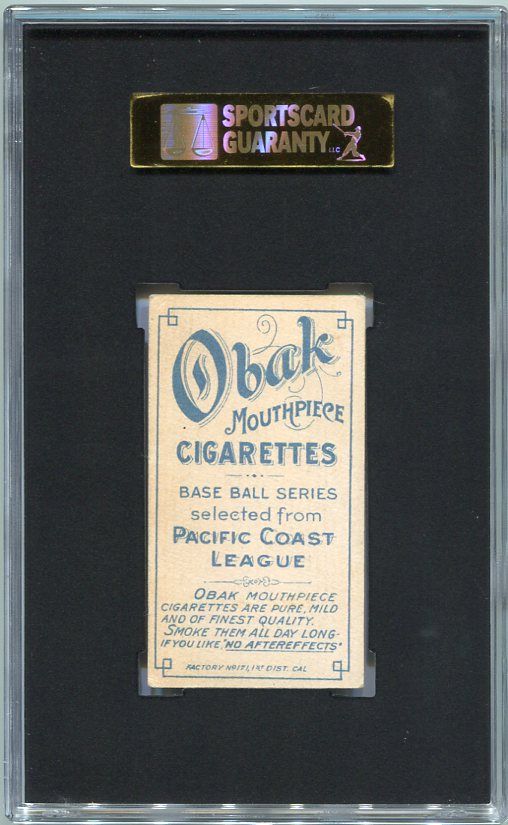 SPORTSCARD
GUARANTY LLC
Obak
MOUTHPIECE
CIGARETTES
BASE BALL SERIES
selected from
PACIFIC COAST
LEAGUE
OBAK MOUTHPIECE
CIGARETTES ARE PURE, MILD
AND OF FINEST QUALITY.
SMOKE THEM ALL DAY LONG-
IF YOU LIKE, "NO AFTEREFFECTS"
FACTORY Nº 171, 1ST DIST. CAL